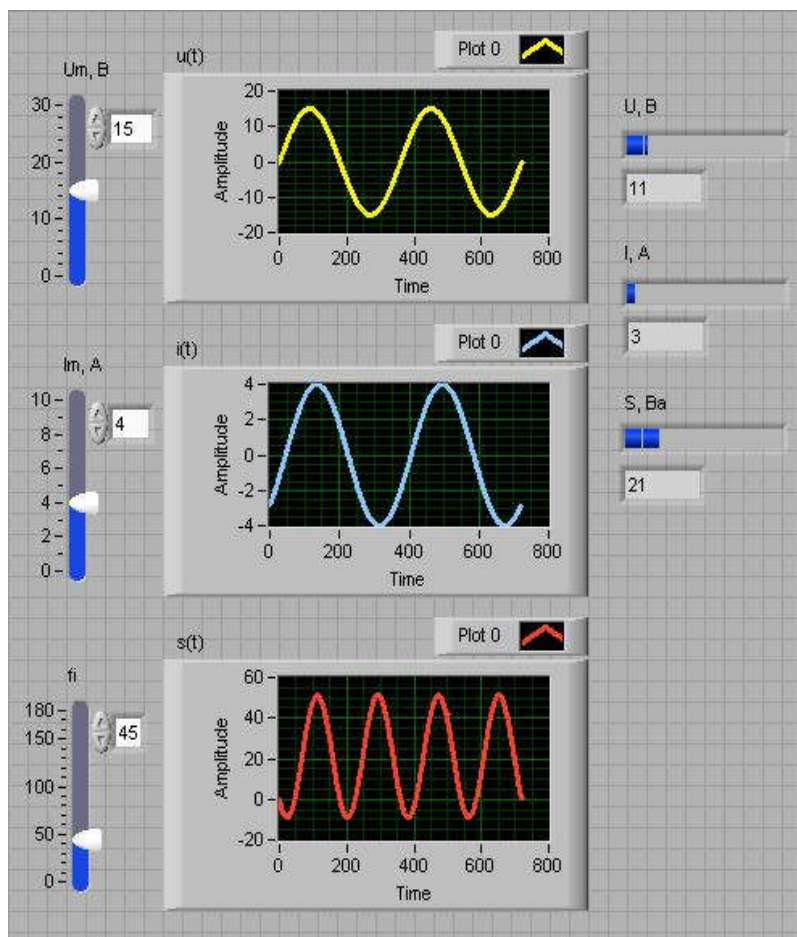 Plot 0
u(t)
Um, B
30
20
10
0
15
Amplitude
20
10
0
-10
-20
0 200 400 600 800
Time
U, B
11
I, A
3
S, Ba
21
Plot 0
i(t)
Im, A
10
8
6
4
2
0
4
Amplitude
4
2
0
-2
-4
0 200 400 600 800
Time
Plot 0
s(t)
fi
180
150
100
50
0
45
Amplitude
60
40
20
0
-20
0 200 400 600 800
Time